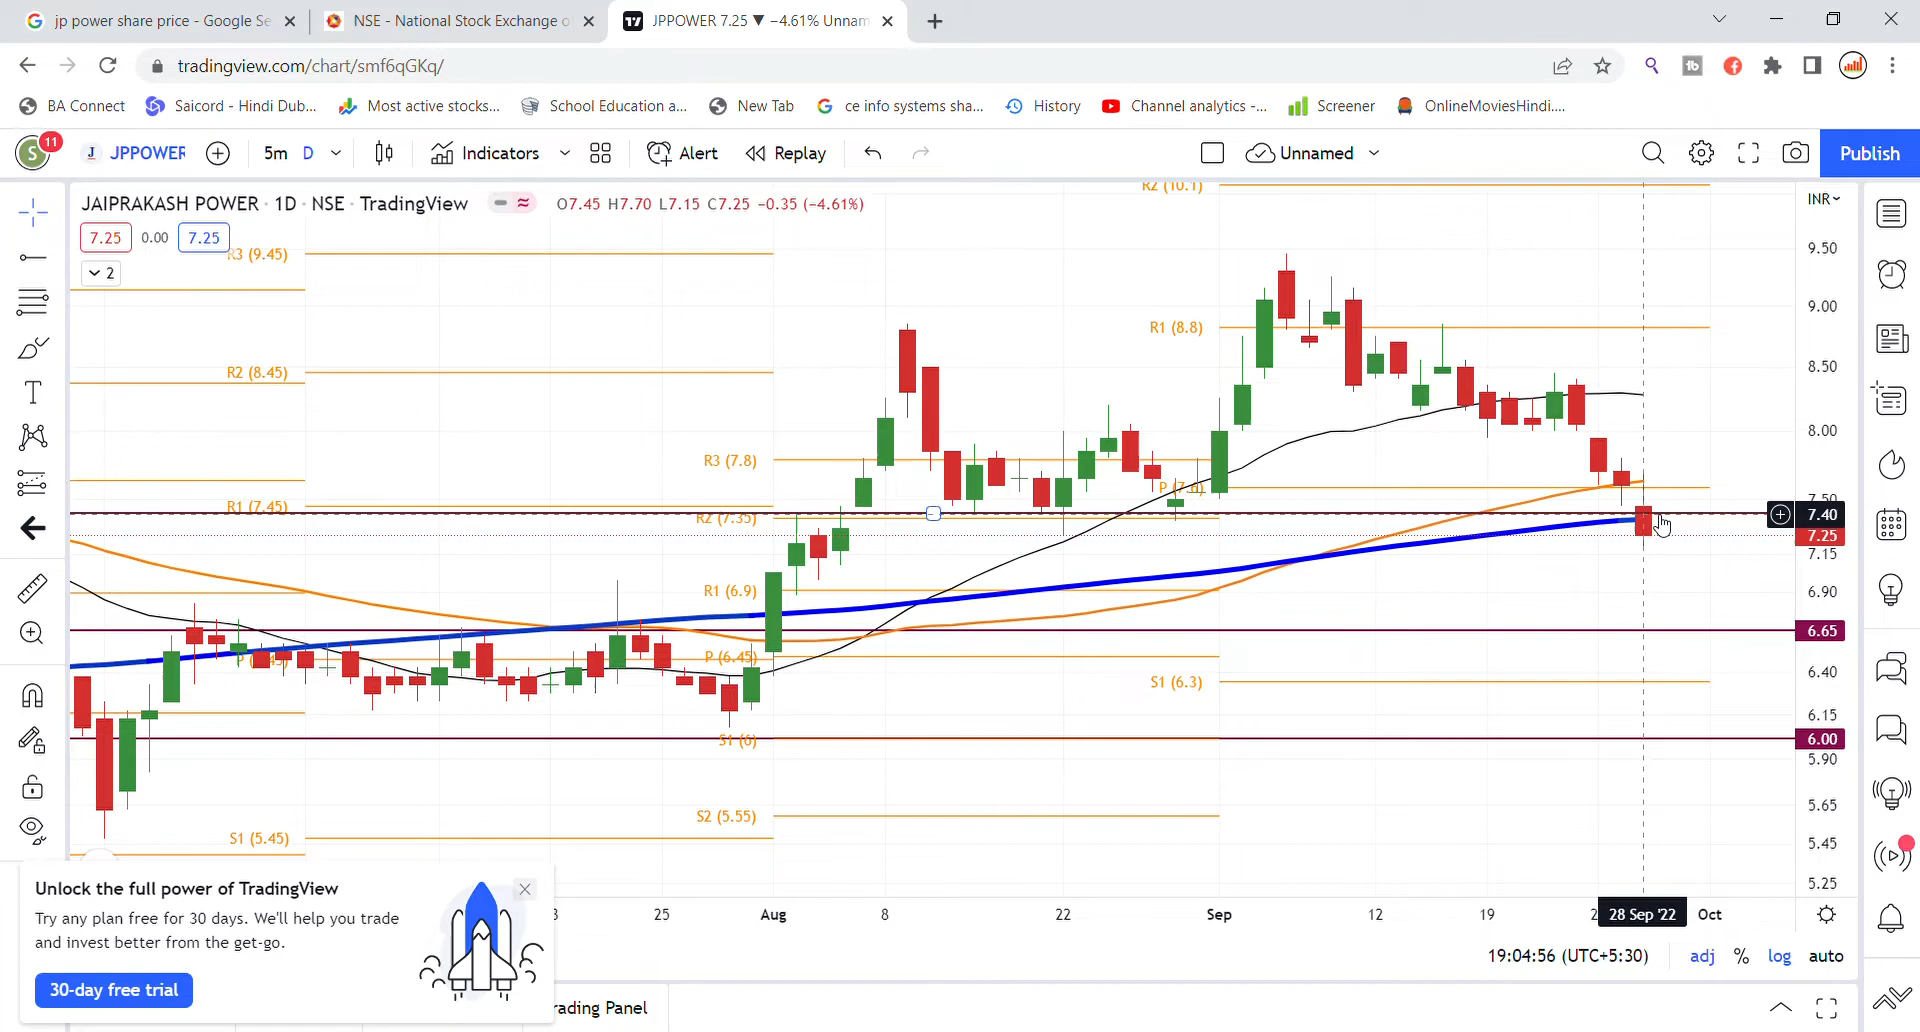 jp power share price - Google Se
NSE - National Stock Exchange o
JPPOWER 7.25 ▼ −4.61% Unnam
tradingview.com/chart/smf6qGKq/
BA Connect
Saicord - Hindi Dub...
Most active stocks...
School Education a...
New Tab
ce info systems sha...
History
Channel analytics -...
Screener
OnlineMoviesHindi....
S
11
JPPOWER
5m
D
Indicators
Alert
Replay
Unnamed
Publish
JAIPRAKASH POWER · 1D · NSE · TradingView
O7.45 H7.70 L7.15 C7.25 −0.35 (−4.61%)
INR
7.25
0.00
7.25
2
R2 (10.1)
R3 (9.45)
9.50
9.00
R1 (8.8)
R2 (8.45)
8.50
8.00
R3 (7.8)
P (7.6)
7.50
R1 (7.45)
R2 (7.35)
7.40
7.25
7.15
R1 (6.9)
6.90
6.65
P (6.45)
6.40
S1 (6.3)
6.15
S1 (6)
6.00
5.90
S2 (5.55)
5.65
S1 (5.45)
5.45
5.25
25
Aug
8
22
Sep
12
19
28 Sep '22
Oct
Unlock the full power of TradingView
Try any plan free for 30 days. We'll help you trade
and invest better from the get-go.
30-day free trial
19:04:56 (UTC+5:30)
adj
%
log
auto
rading Panel